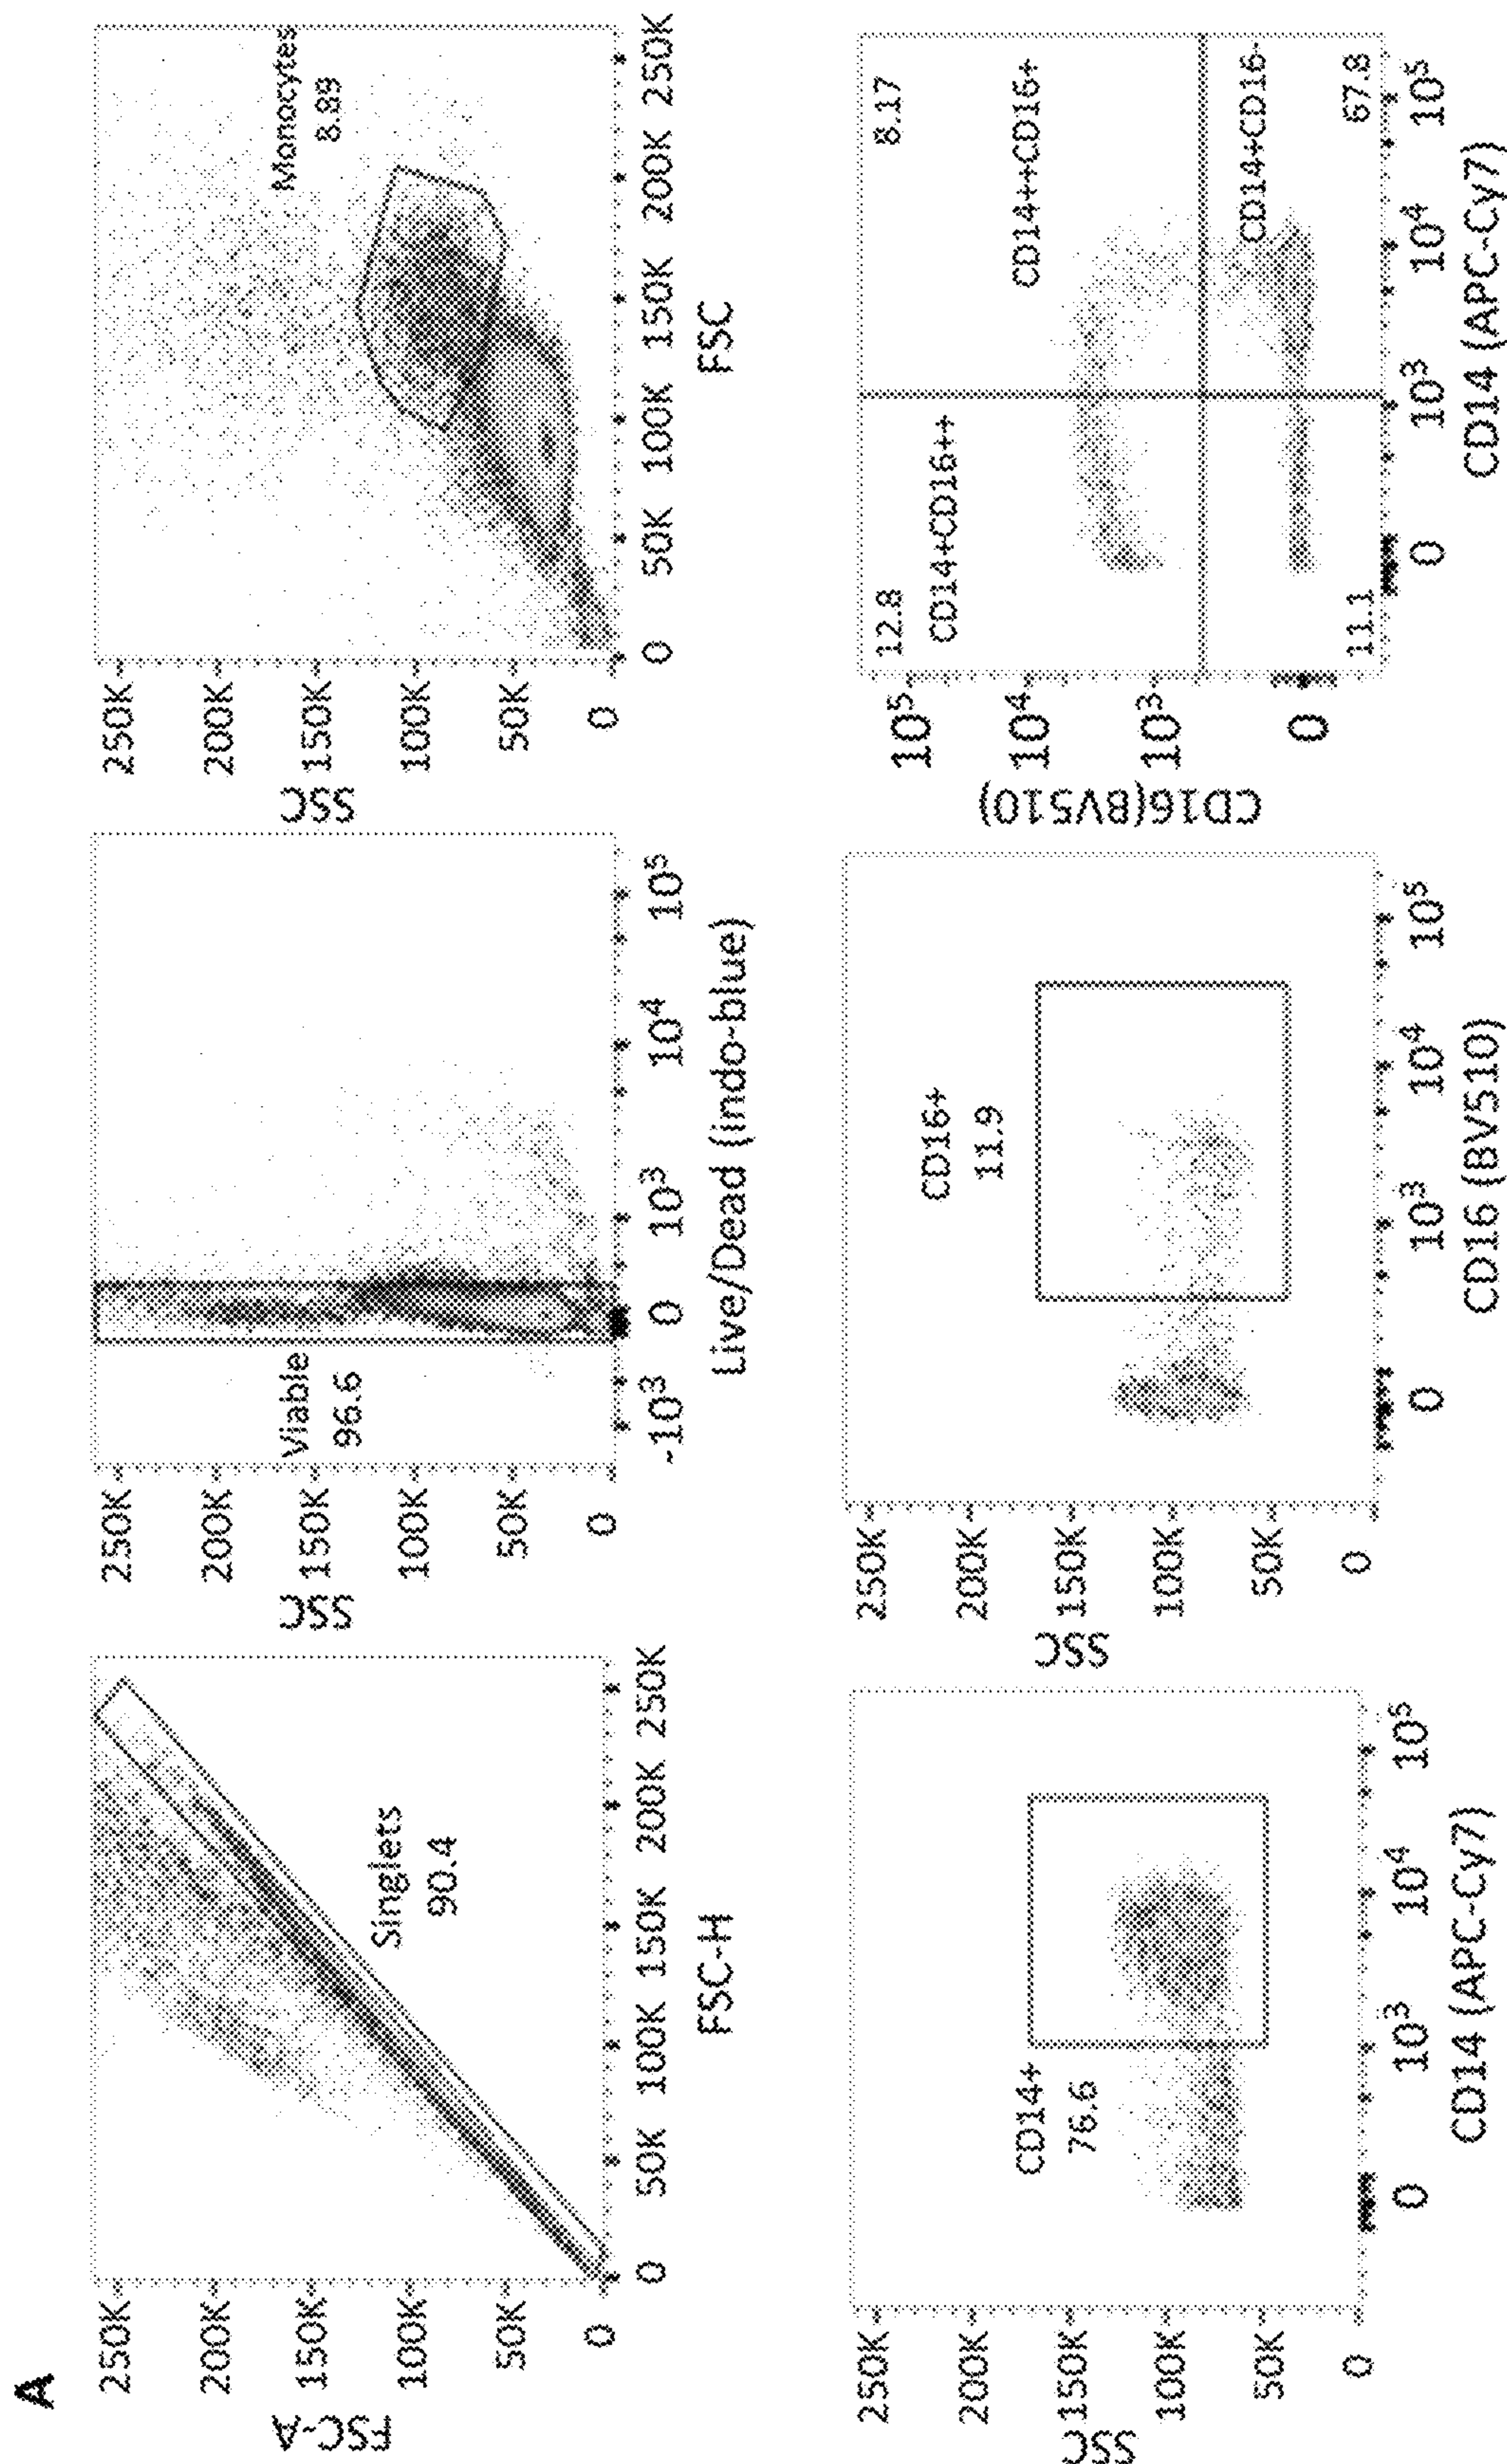 A
FSC-A
250K
200K
150K
100K
50K
0
Singlets
90.4
0 50K 100K 150K 200K 250K
FSC-H
SSC
250K
200K
150K
100K
50K
0
Viable
96.6
-10³ 0 10³ 10⁴ 10⁵
Live/Dead (indo-blue)
SSC
250K
200K
150K
100K
50K
0
Monocytes
8.89
0 50K 100K 150K 200K 250K
FSC
SSC
250K
200K
150K
100K
50K
0
CD14+
76.6
0 10³ 10⁴ 10⁵
CD14 (APC-Cy7)
SSC
250K
200K
150K
100K
50K
0
CD16+
11.9
0 10³ 10⁴ 10⁵
CD16 (BV510)
CD16(BV510)
10⁵
10⁴
10³
0
12.8
CD14+CD16++
8.17
CD14++CD16+
CD14+CD16-
11.1
67.8
0 10³ 10⁴ 10⁵
CD14 (APC-Cy7)